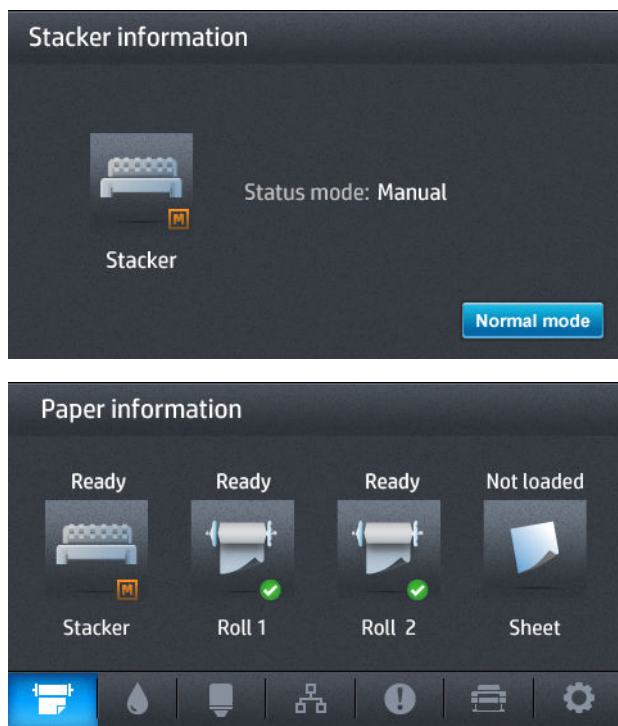 Stacker information
M
Status mode: Manual
Stacker
Normal mode
Paper information
Ready Ready Ready Not loaded
M
Stacker Roll 1 Roll 2 Sheet